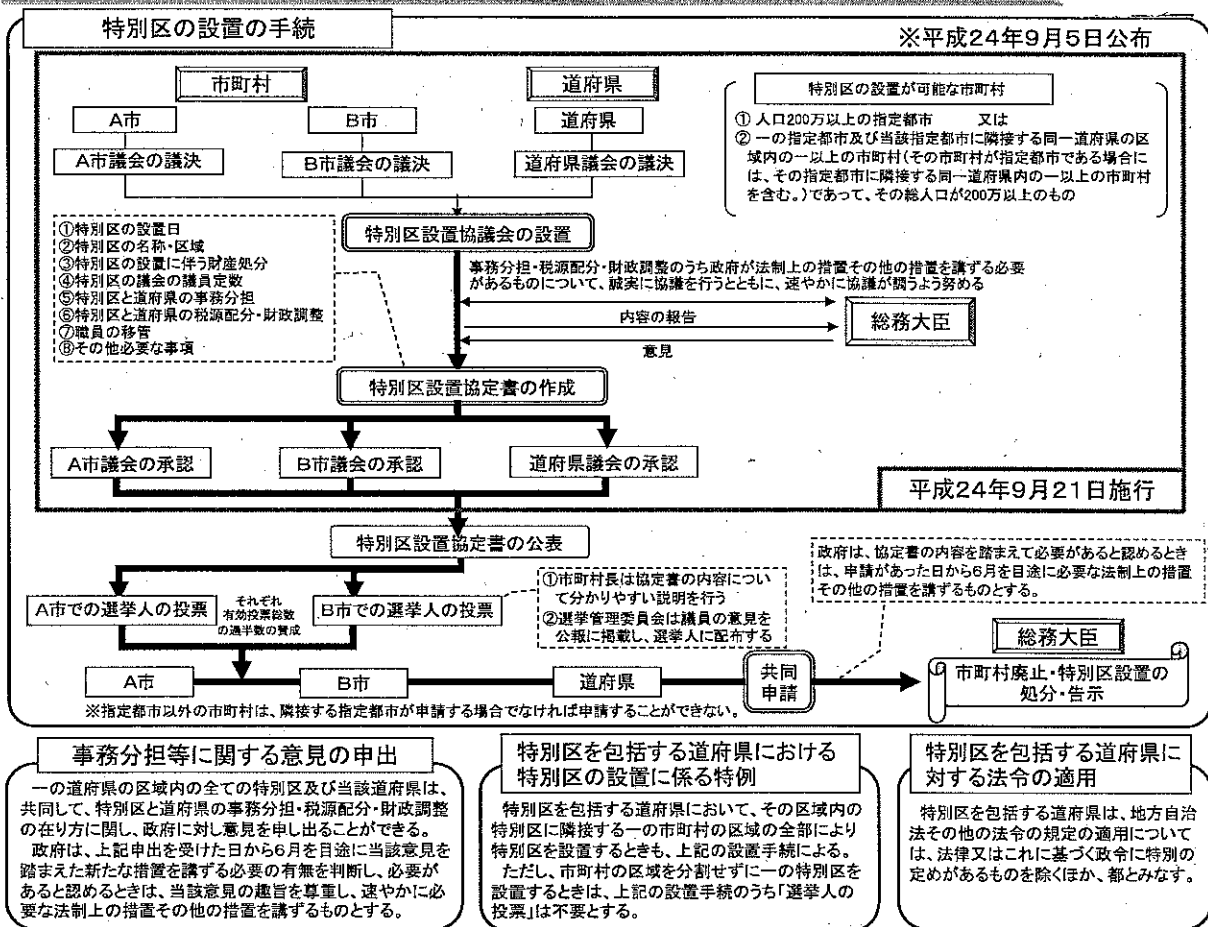 特別区の設置の手続
※平成24年9月5日公布
市町村
道府県
A市
B市
道府県
A市議会の議決
B市議会の議決
道府県議会の議決
特別区の設置が可能な市町村
① 人口200万以上の指定都市 又は
② 一の指定都市及び当該指定都市に隣接する同一道府県の区
域内の一以上の市町村(その市町村が指定都市である場合に
は、その指定都市に隣接する同一道府県内の一以上の市町村
を含む。)であって、その総人口が200万以上のもの
特別区設置協議会の設置
①特別区の設置日
②特別区の名称・区域
③特別区の設置に伴う財産処分
④特別区の議会の議員定数
⑤特別区と道府県の事務分担
⑥特別区と道府県の税源配分・財政調整
⑦職員の移管
⑧その他必要な事項
事務分担・税源配分・財政調整のうち政府が法制上の措置その他の措置を講ずる必要
があるものについて、誠実に協議を行うとともに、速やかに協議が調うよう努める
内容の報告
意見
総務大臣
特別区設置協定書の作成
A市議会の承認
B市議会の承認
道府県議会の承認
平成24年9月21日施行
特別区設置協定書の公表
A市での選挙人の投票
それぞれ
有効投票総数
の過半数の賛成
B市での選挙人の投票
①市町村長は協定書の内容につい
て分かりやすい説明を行う
②選挙管理委員会は議員の意見を
公報に掲載し、選挙人に配布する
政府は、協定書の内容を踏まえて必要があると認めるとき
は、申請があった日から6月を目途に必要な法制上の措置
その他の措置を講ずるものとする。
A市
B市
道府県
共同
申請
総務大臣
市町村廃止・特別区設置の
処分・告示
※指定都市以外の市町村は、隣接する指定都市が申請する場合でなければ申請することができない。
事務分担等に関する意見の申出
一の道府県の区域内の全ての特別区及び当該道府県は、
共同して、特別区と道府県の事務分担・税源配分・財政調整
の在り方に関し、政府に対し意見を申し出ることができる。
政府は、上記申出を受けた日から6月を目途に当該意見を
踏まえた新たな措置を講ずる必要の有無を判断し、必要が
あると認めるときは、当該意見の趣旨を尊重し、速やかに必
要な法制上の措置その他の措置を講ずるものとする。
特別区を包括する道府県における
特別区の設置に係る特例
特別区を包括する道府県において、その区域内の
特別区に隣接する一の市町村の区域の全部により
特別区を設置するときも、上記の設置手続による。
ただし、市町村の区域を分割せずに一の特別区を
設置するときは、上記の設置手続のうち「選挙人の
投票」は不要とする。
特別区を包括する道府県に
対する法令の適用
特別区を包括する道府県は、地方自治
法その他の法令の規定の適用について
は、法律又はこれに基づく政令に特別の
定めがあるものを除くほか、都とみなす。